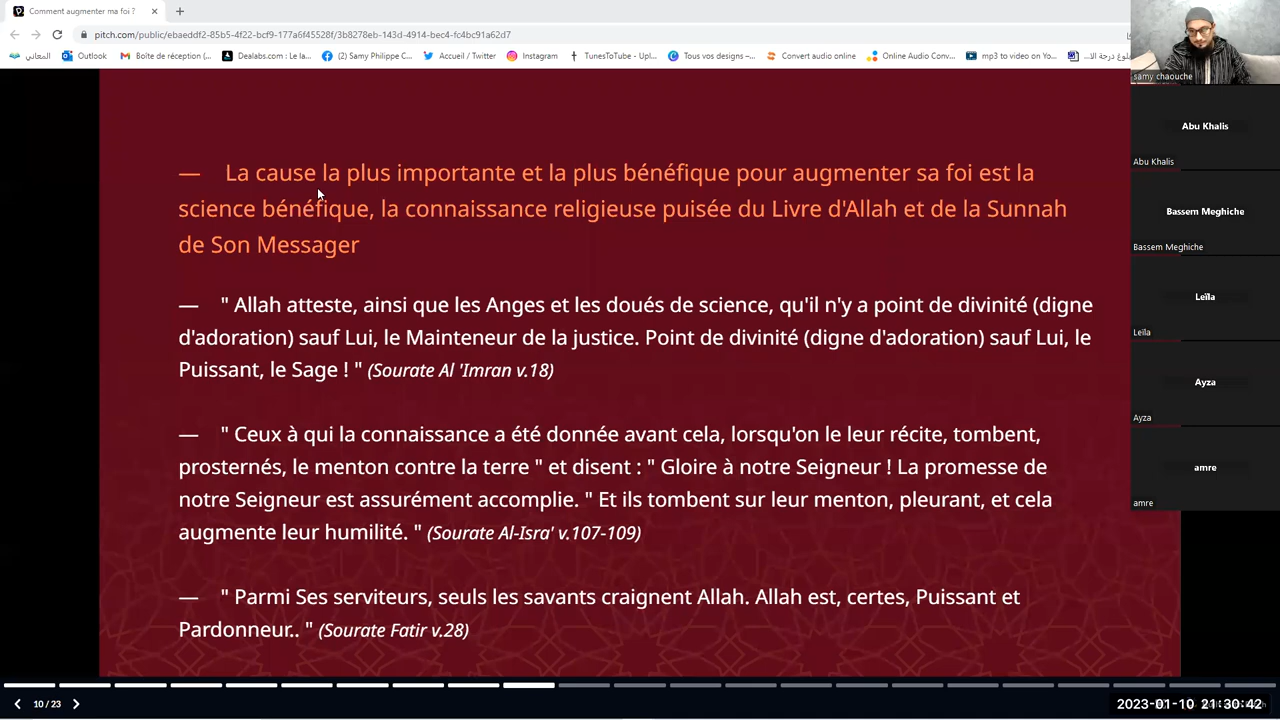 Comment augmenter ma foi ?
pitch.com/public/ebaeddf2-85b5-4f22-bcf9-177a6f45528f/3b8278eb-143d-4914-bec4-fc4bc91a62d7
المعاني
Outlook
Boîte de réception (...
Dealabs.com : Le la...
(2) Samy Philippe C...
Accueil / Twitter
Instagram
TunesToTube - Upl...
Tous vos designs –...
Convert audio online
Online Audio Conv...
mp3 to video on Yo...
— La cause la plus importante et la plus bénéfique pour augmenter sa foi est la
science bénéfique, la connaissance religieuse puisée du Livre d'Allah et de la Sunnah
de Son Messager
— " Allah atteste, ainsi que les Anges et les doués de science, qu'il n'y a point de divinité (digne
d'adoration) sauf Lui, le Mainteneur de la justice. Point de divinité (digne d'adoration) sauf Lui, le
Puissant, le Sage ! " (Sourate Al 'Imran v.18)
— " Ceux à qui la connaissance a été donnée avant cela, lorsqu'on le leur récite, tombent,
prosternés, le menton contre la terre " et disent : " Gloire à notre Seigneur ! La promesse de
notre Seigneur est assurément accomplie. " Et ils tombent sur leur menton, pleurant, et cela
augmente leur humilité. " (Sourate Al-Isra' v.107-109)
— " Parmi Ses serviteurs, seuls les savants craignent Allah. Allah est, certes, Puissant et
Pardonneur.. " (Sourate Fatir v.28)
10 / 23
samy chaouche
Abu Khalis
Abu Khalis
Bassem Meghiche
Bassem Meghiche
Leïla
Leïla
Ayza
Ayza
amre
amre
2023-01-10 21:30:42